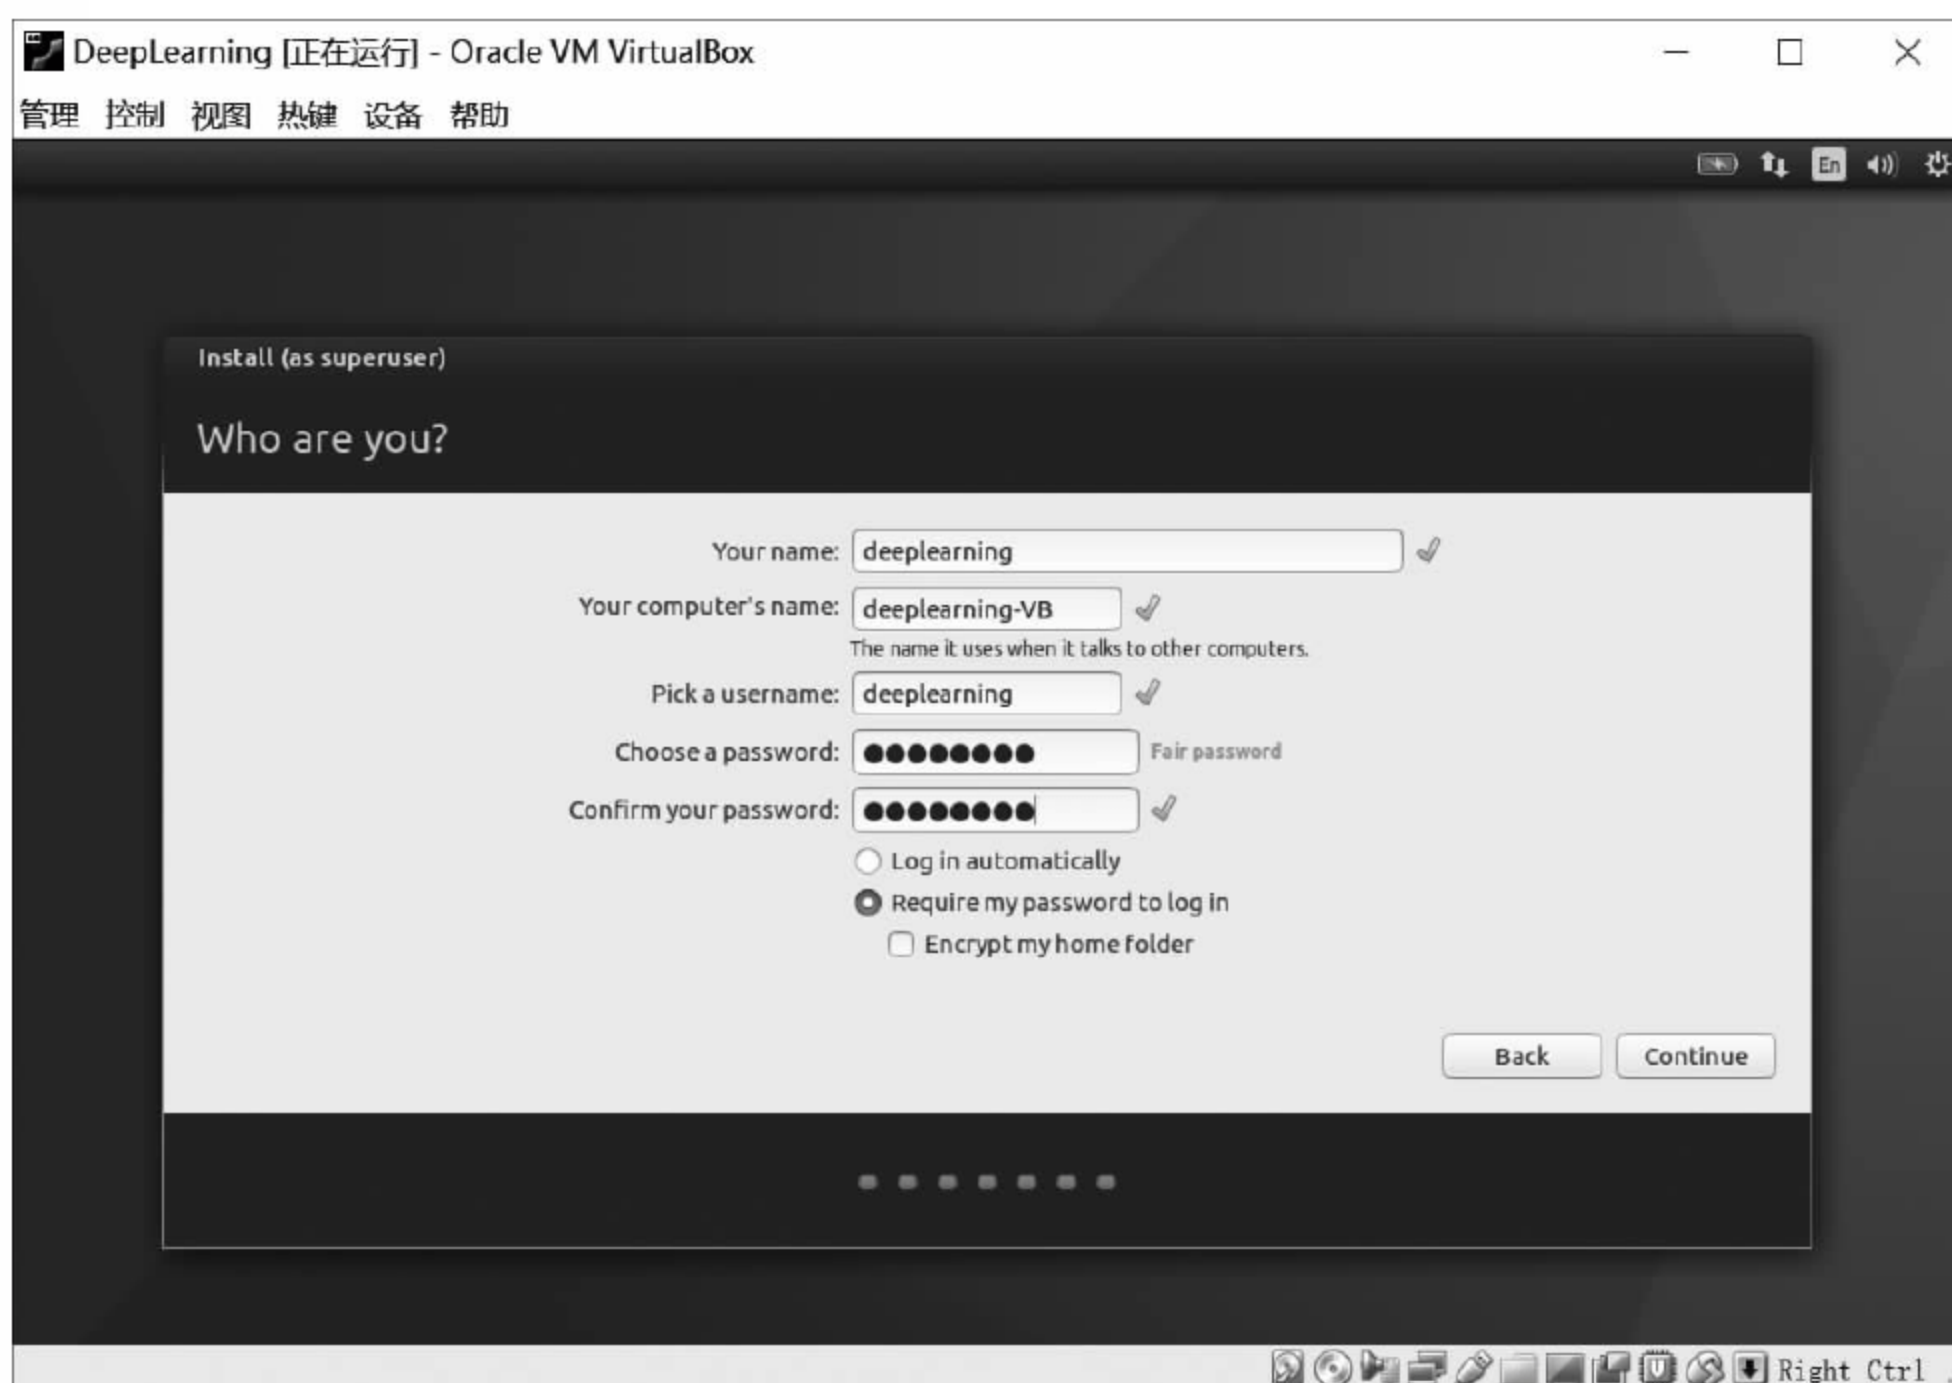 DeepLearning [正在运行] - Oracle VM VirtualBox
管理 控制 视图 热键 设备 帮助
En
Install (as superuser)
Who are you?
Your name: deeplearning
Your computer's name: deeplearning-VB
The name it uses when it talks to other computers.
Pick a username: deeplearning
Choose a password: ●●●●●●●● Fair password
Confirm your password: ●●●●●●●●
Log in automatically
Require my password to log in
Encrypt my home folder
Back Continue
Right Ctrl